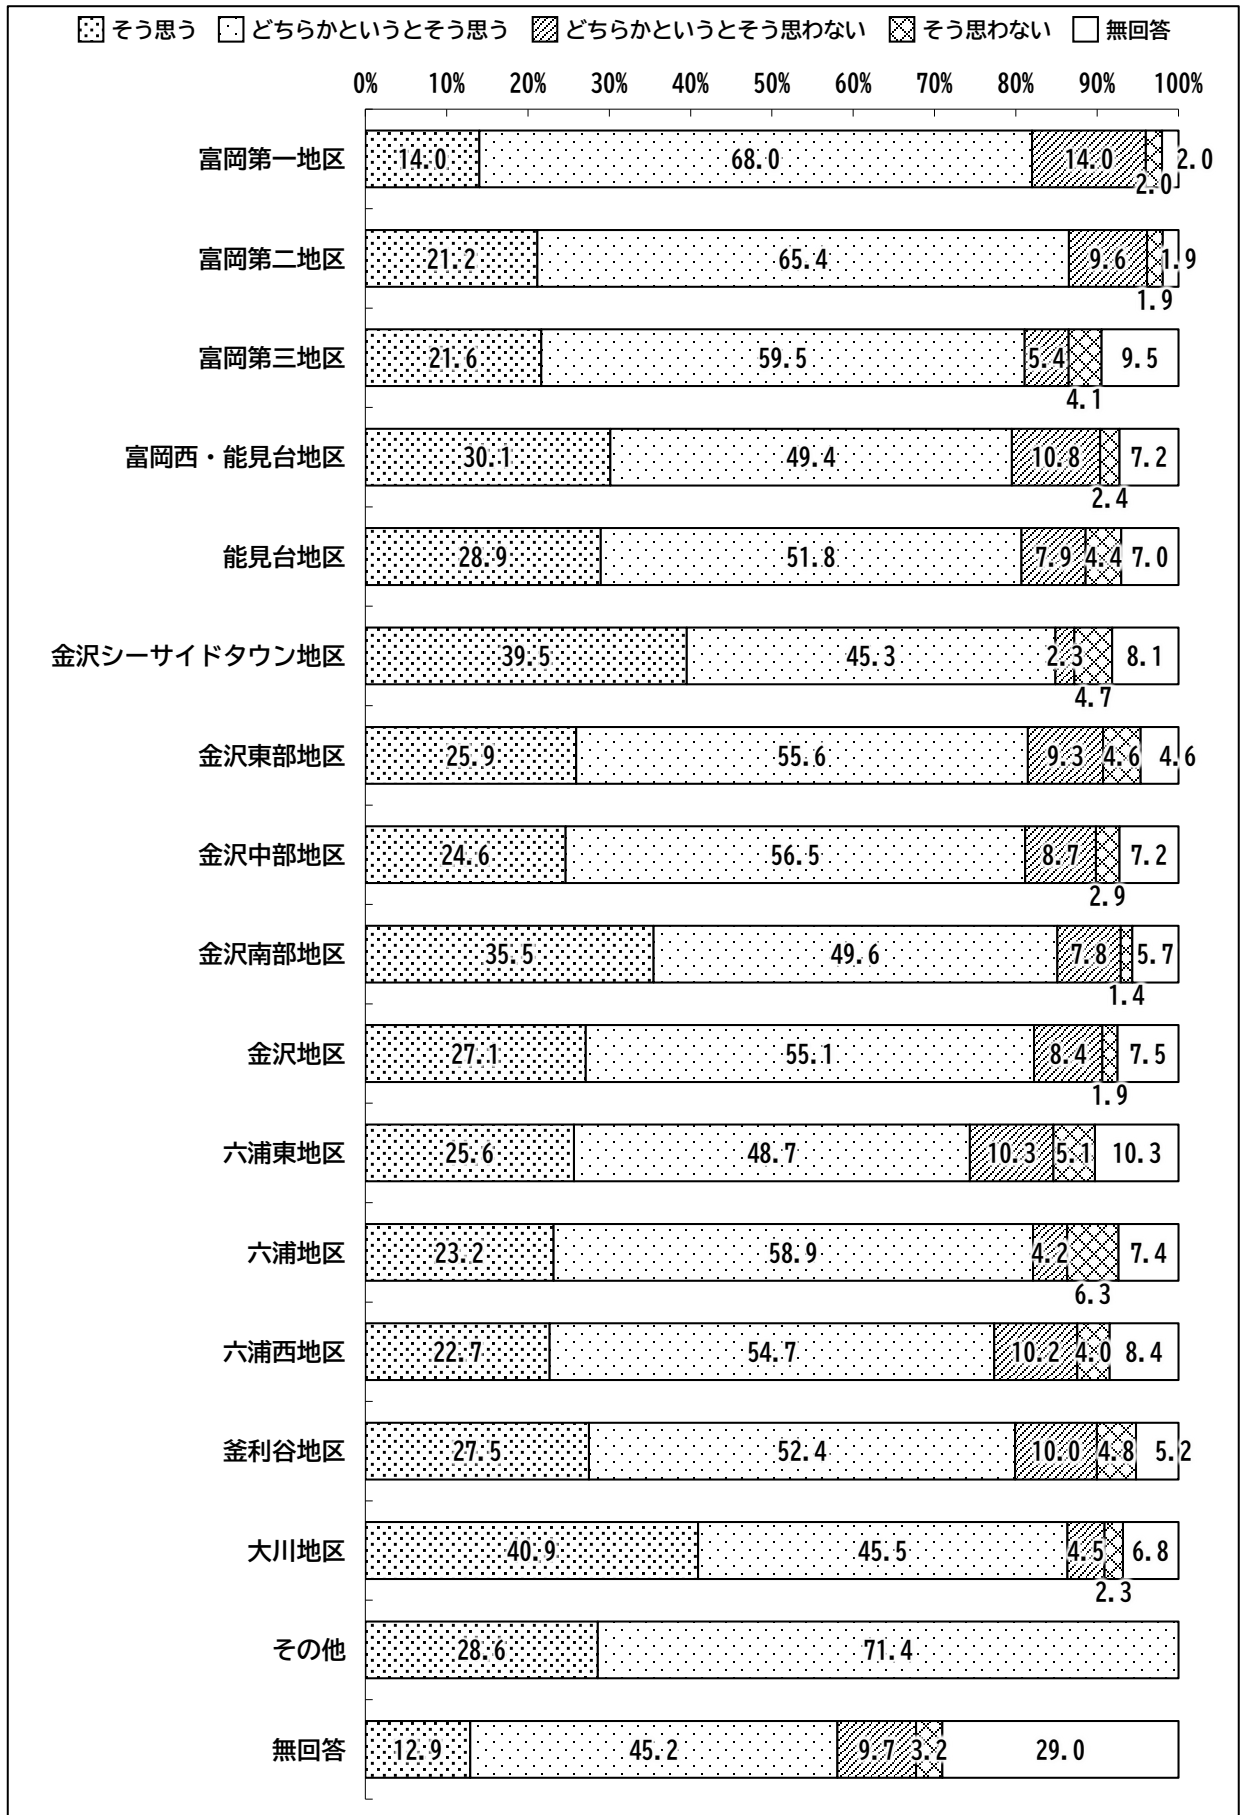 そう思う どちらかというとそう思う どちらかというとそう思わない そう思わない 無回答
0% 10% 20% 30% 40% 50% 60% 70% 80% 90% 100%
富岡第一地区 14.0 68.0 14.0 2.0 2.0
富岡第二地区 21.2 65.4 9.6 1.9 1.9
富岡第三地区 21.6 59.5 5.4 4.1 9.5
富岡西・能見台地区 30.1 49.4 10.8 2.4 7.2
能見台地区 28.9 51.8 7.9 4.4 7.0
金沢シーサイドタウン地区 39.5 45.3 2.3 4.7 8.1
金沢東部地区 25.9 55.6 9.3 4.6 4.6
金沢中部地区 24.6 56.5 8.7 2.9 7.2
金沢南部地区 35.5 49.6 7.8 1.4 5.7
金沢地区 27.1 55.1 8.4 1.9 7.5
六浦東地区 25.6 48.7 10.3 5.1 10.3
六浦地区 23.2 58.9 4.2 6.3 7.4
六浦西地区 22.7 54.7 10.2 4.0 8.4
釜利谷地区 27.5 52.4 10.0 4.8 5.2
大川地区 40.9 45.5 4.5 2.3 6.8
その他 28.6 71.4
無回答 12.9 45.2 9.7 3.2 29.0